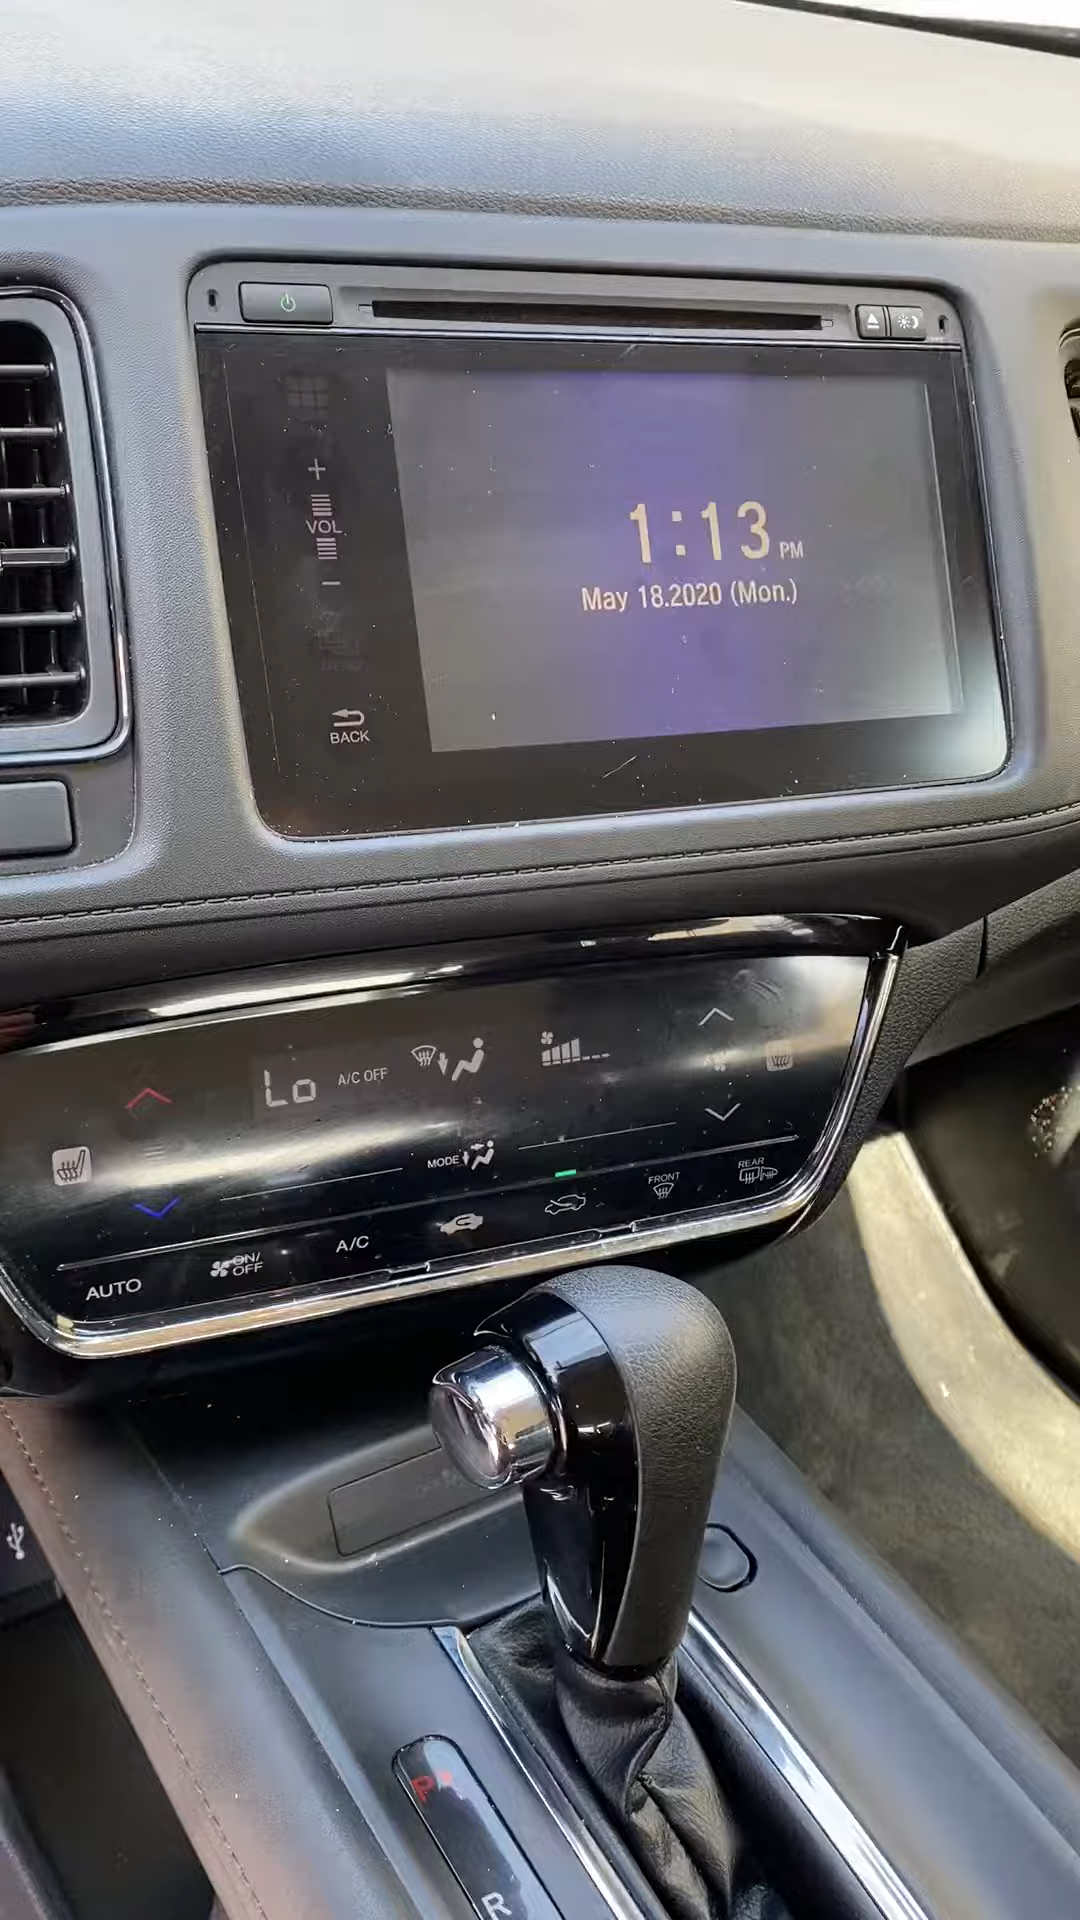 VOL
1:13 PM
May 18.2020 (Mon.)
BACK
Lo A/C OFF
MODE
AUTO
ON/
OFF
A/C
FRONT
REAR
P
R